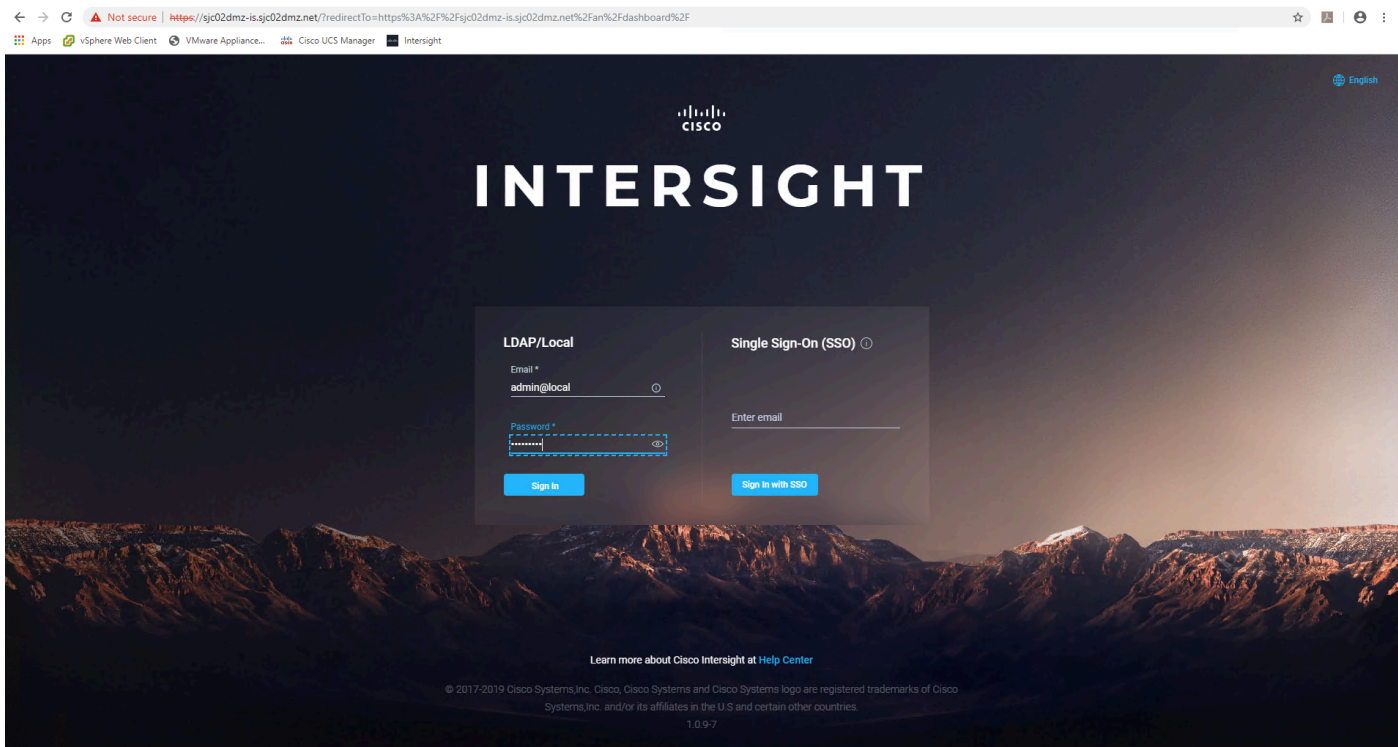 Not secure | https://sjc02dmz-is.sjc02dmz.net/?redirectTo=https%3A%2F%2Fsjc02dmz-is.sjc02dmz.net%2Fan%2Fdashboard%2F
Apps vSphere Web Client VMware Appliance... Cisco UCS Manager Intersight
English
CISCO
INTERSIGHT
LDAP/Local
Email *
admin@local
Password *
•••••••••
Sign In
Single Sign-On (SSO)
Enter email
Sign In with SSO
Learn more about Cisco Intersight at Help Center
© 2017-2019 Cisco Systems,Inc. Cisco, Cisco Systems and Cisco Systems logo are registered trademarks of Cisco
Systems,Inc. and/or its affiliates in the U.S and certain other countries.
1.0.9-7